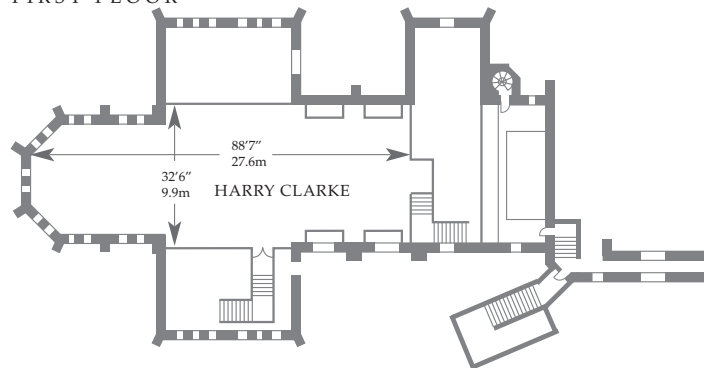 FIRST FLOOR
88'7"
27.6m
32'6"
9.9m
HARRY CLARKE